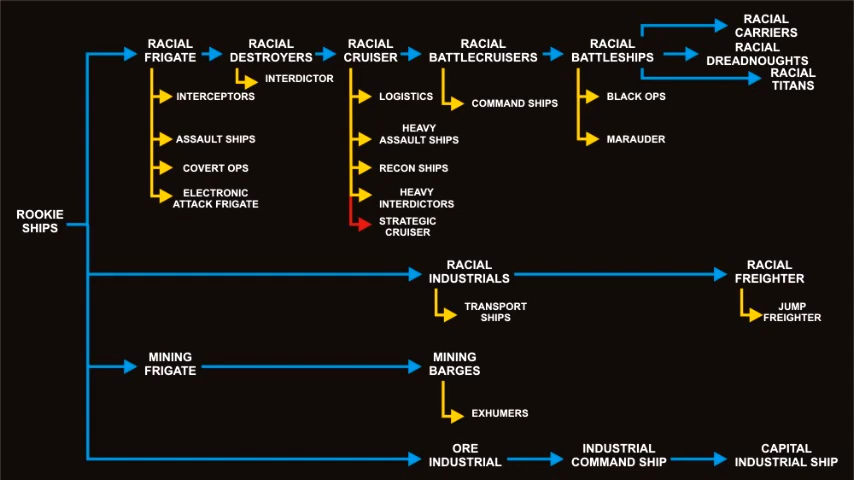 RACIAL
FRIGATE
RACIAL
DESTROYERS
RACIAL
CRUISER
RACIAL
BATTLECRUISERS
RACIAL
BATTLESHIPS
RACIAL
CARRIERS
RACIAL
DREADNOUGHTS
RACIAL
TITANS
INTERCEPTORS
ASSAULT SHIPS
COVERT OPS
ELECTRONIC
ATTACK FRIGATE
INTERDICTOR
LOGISTICS
HEAVY
ASSAULT SHIPS
RECON SHIPS
HEAVY
INTERDICTORS
STRATEGIC
CRUISER
COMMAND SHIPS
BLACK OPS
MARAUDER
ROOKIE
SHIPS
RACIAL
INDUSTRIALS
TRANSPORT
SHIPS
RACIAL
FREIGHTER
JUMP
FREIGHTER
MINING
FRIGATE
MINING
BARGES
EXHUMERS
ORE
INDUSTRIAL
INDUSTRIAL
COMMAND SHIP
CAPITAL
INDUSTRIAL SHIP